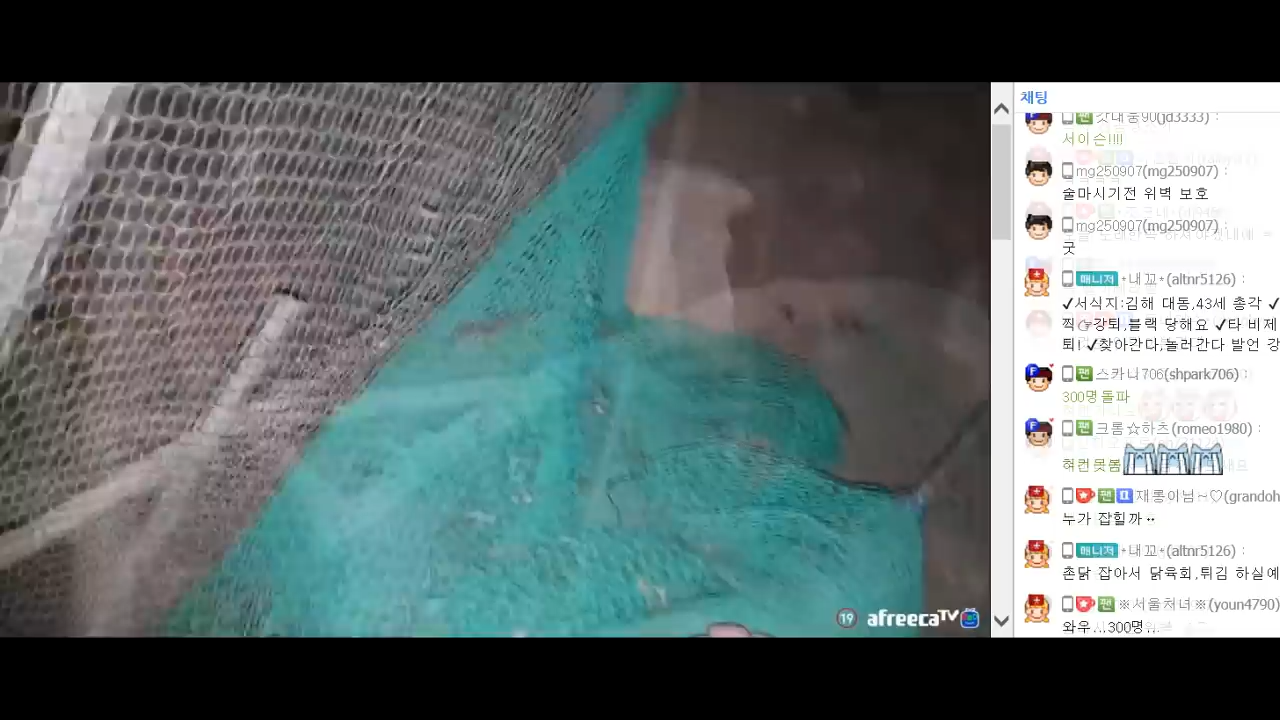 채팅
서이슨!!!!
mg250907(mg250907) :
술마시기전 위벽 보호
mg250907(mg250907) :
굿
매니저 +내꼬+(altnr5126) :
✔서식지:김해 대동,43세 총각 ✔
찍☞강퇴,블랙 당해요 ✔타 비제
퇴! ✔찾아간다,놀러간다 발언 강
팬 스카니706(shpark706) :
300명 돌파
팬 크롬☆하츠(romeo1980) :
팬 재롱이님~♡(grandoh
누가 잡힐까··
매니저 +내꼬+(altnr5126) :
촌닭 잡아서 닭육회,튀김 하실예
팬 ※서울처녀※(youn4790)
와우...300명...
19 afreecaTV